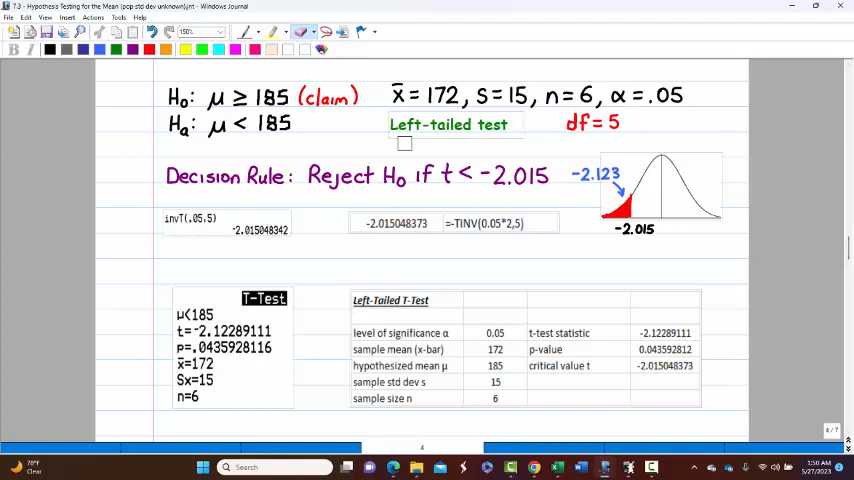 7.3 - Hypothesis Testing for the Mean (pop std dev unknown).jnt - Windows Journal
File Edit View Insert Actions Tools Help
150%
B I
H₀: μ ≥ 185 (claim)
x̄ = 172, s = 15, n = 6, α = .05
Hₐ: μ < 185
Left-tailed test
df = 5
Decision Rule: Reject H₀ if t < -2.015
-2.123
-2.015
invT(.05,5)
-2.015048342
-2.015048373 =-TINV(0.05*2,5)
T-Test
μ<185
t=-2.12289111
p=.0435928116
x̄=172
Sx=15
n=6
Left-Tailed T-Test
level of significance α 0.05 t-test statistic -2.12289111
sample mean (x-bar) 172 p-value 0.043592812
hypothesized mean μ 185 critical value t -2.015048373
sample std dev s 15
sample size n 6
4 / 7
4
78°F
Clear
Search
1:50 AM
5/27/2023